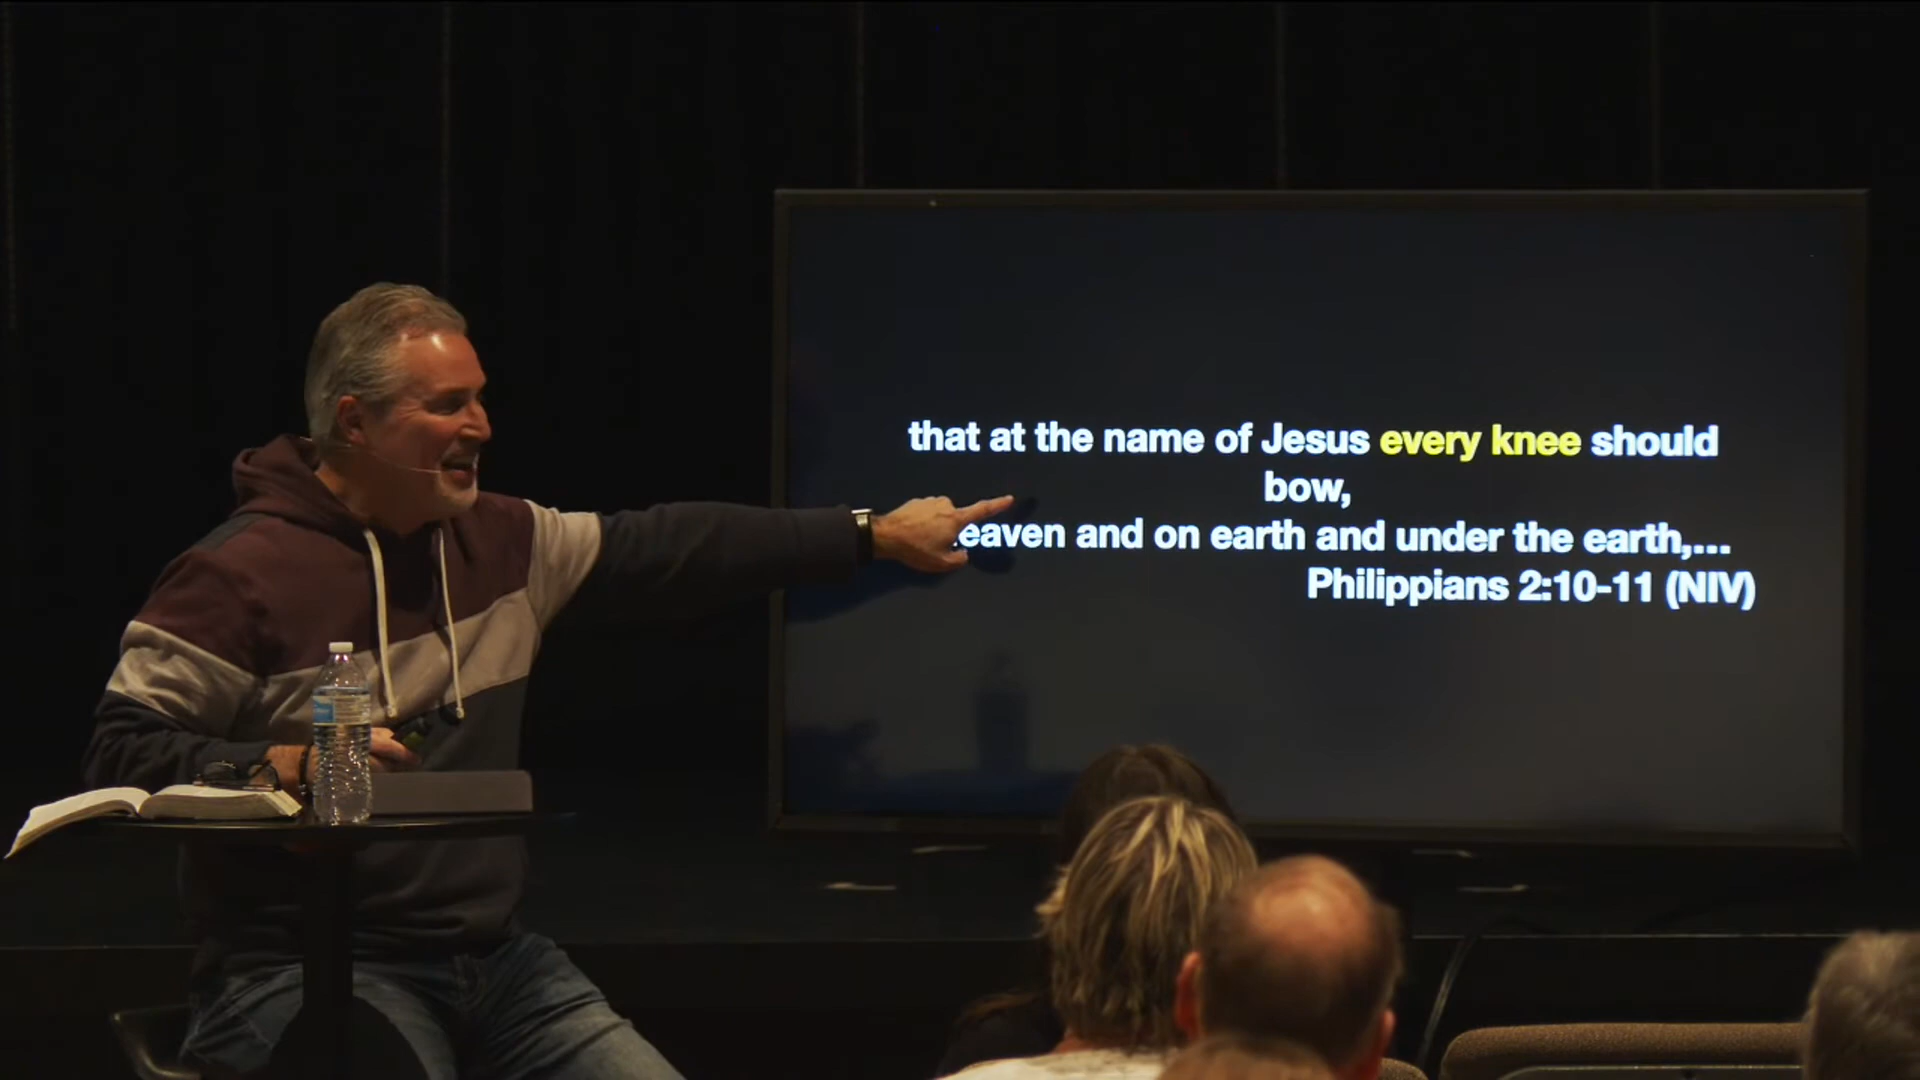 that at the name of Jesus every knee should
bow,
eaven and on earth and under the earth,...
Philippians 2:10-11 (NIV)